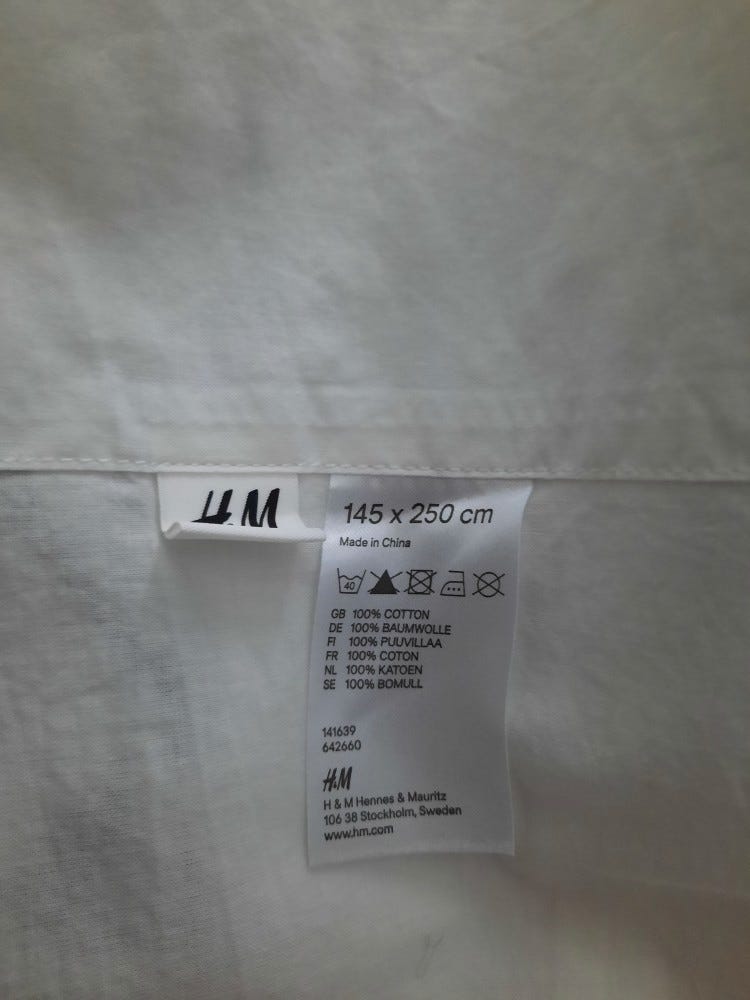 H&M
145 x 250 cm
Made in China
40
GB 100% COTTON
DE 100% BAUMWOLLE
FI 100% PUUVILLAA
FR 100% COTON
NL 100% KATOEN
SE 100% BOMULL
141639
642660
H&M
H & M Hennes & Mauritz
106 38 Stockholm, Sweden
www.hm.com